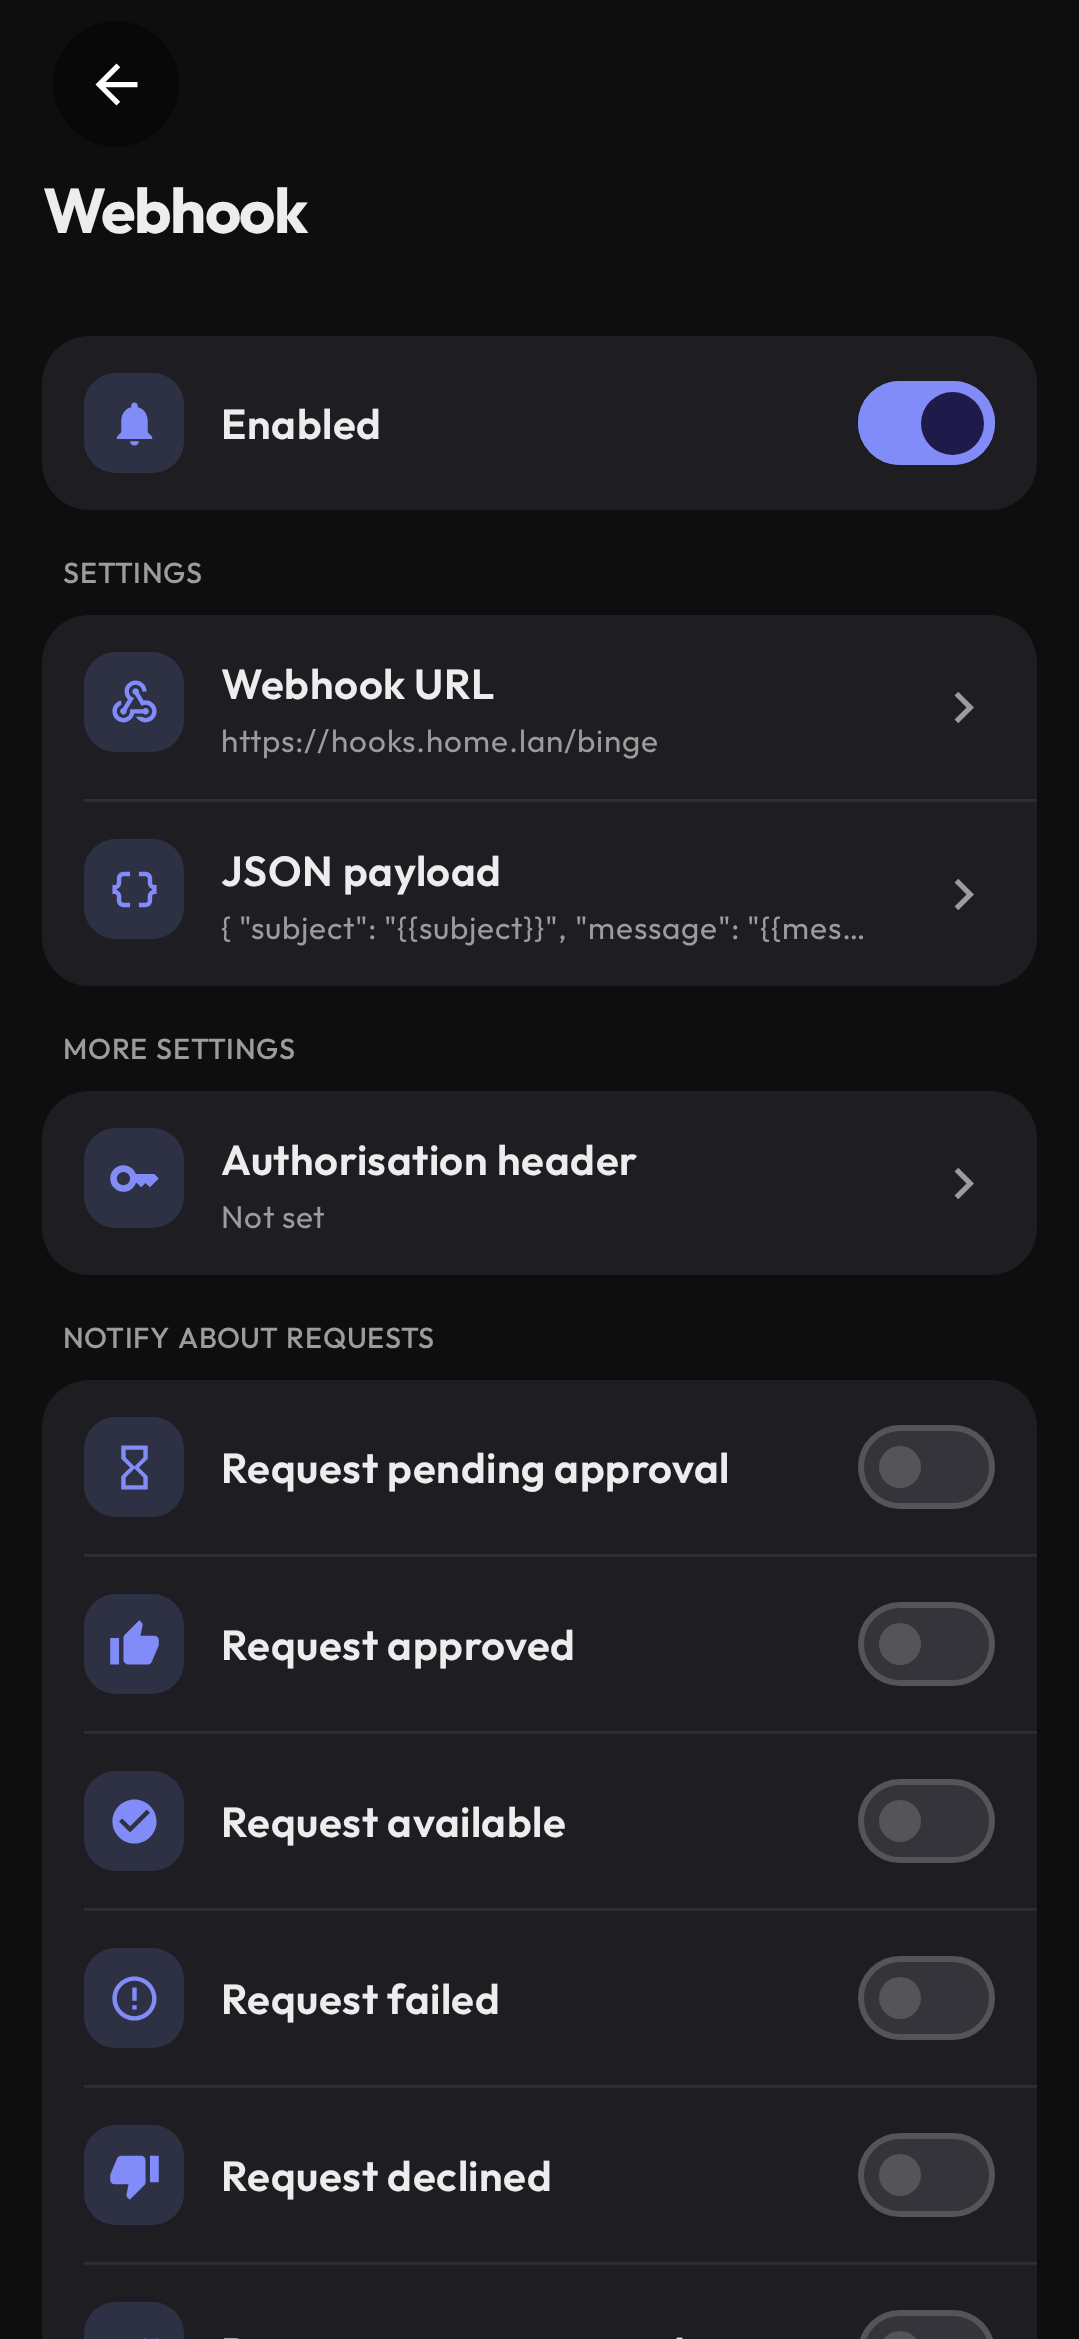 Webhook
Enabled
SETTINGS
Webhook URL
https://hooks.home.lan/binge
JSON payload
{ "subject": "{{subject}}", "message": "{{mes...
MORE SETTINGS
Authorisation header
Not set
NOTIFY ABOUT REQUESTS
Request pending approval
Request approved
Request available
Request failed
Request declined